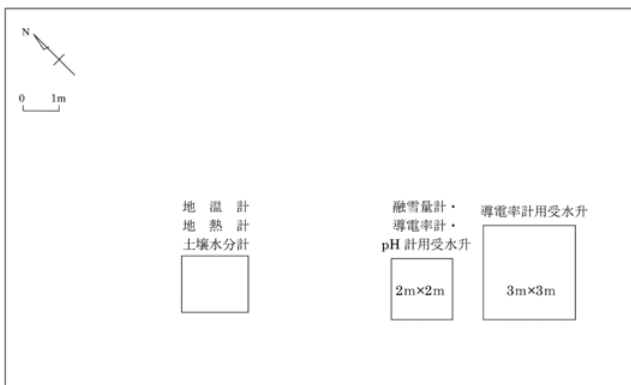 N
0 1m
地 温 計
地 熱 計
土壌水分計
融雪量計・
導電率計・
pH 計用受水升
導電率計用受水升
2m×2m
3m×3m